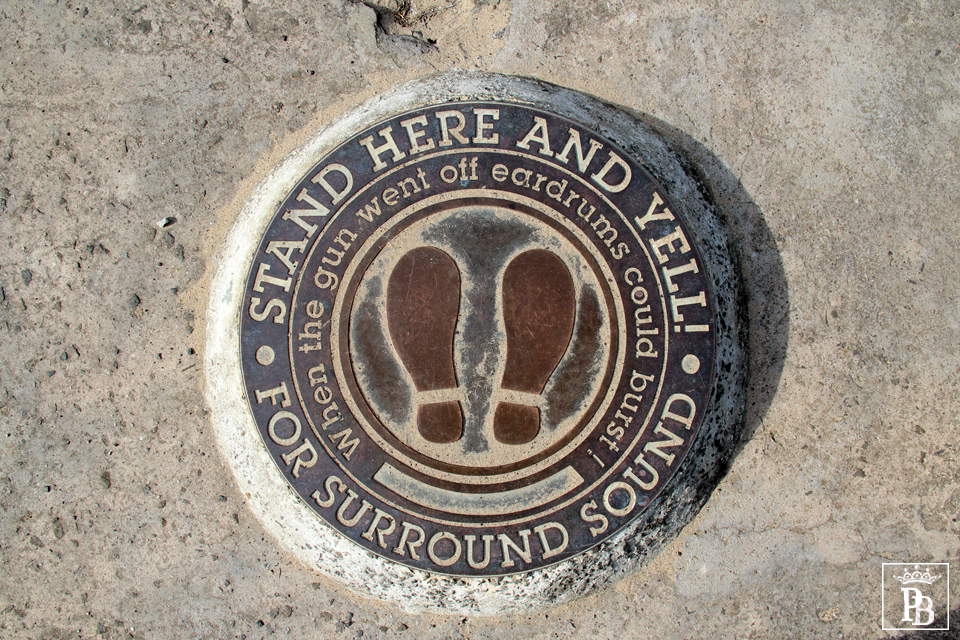 STAND HERE AND YELL!
When the gun went off eardrums could burst!
• FOR SURROUND SOUND •
PB